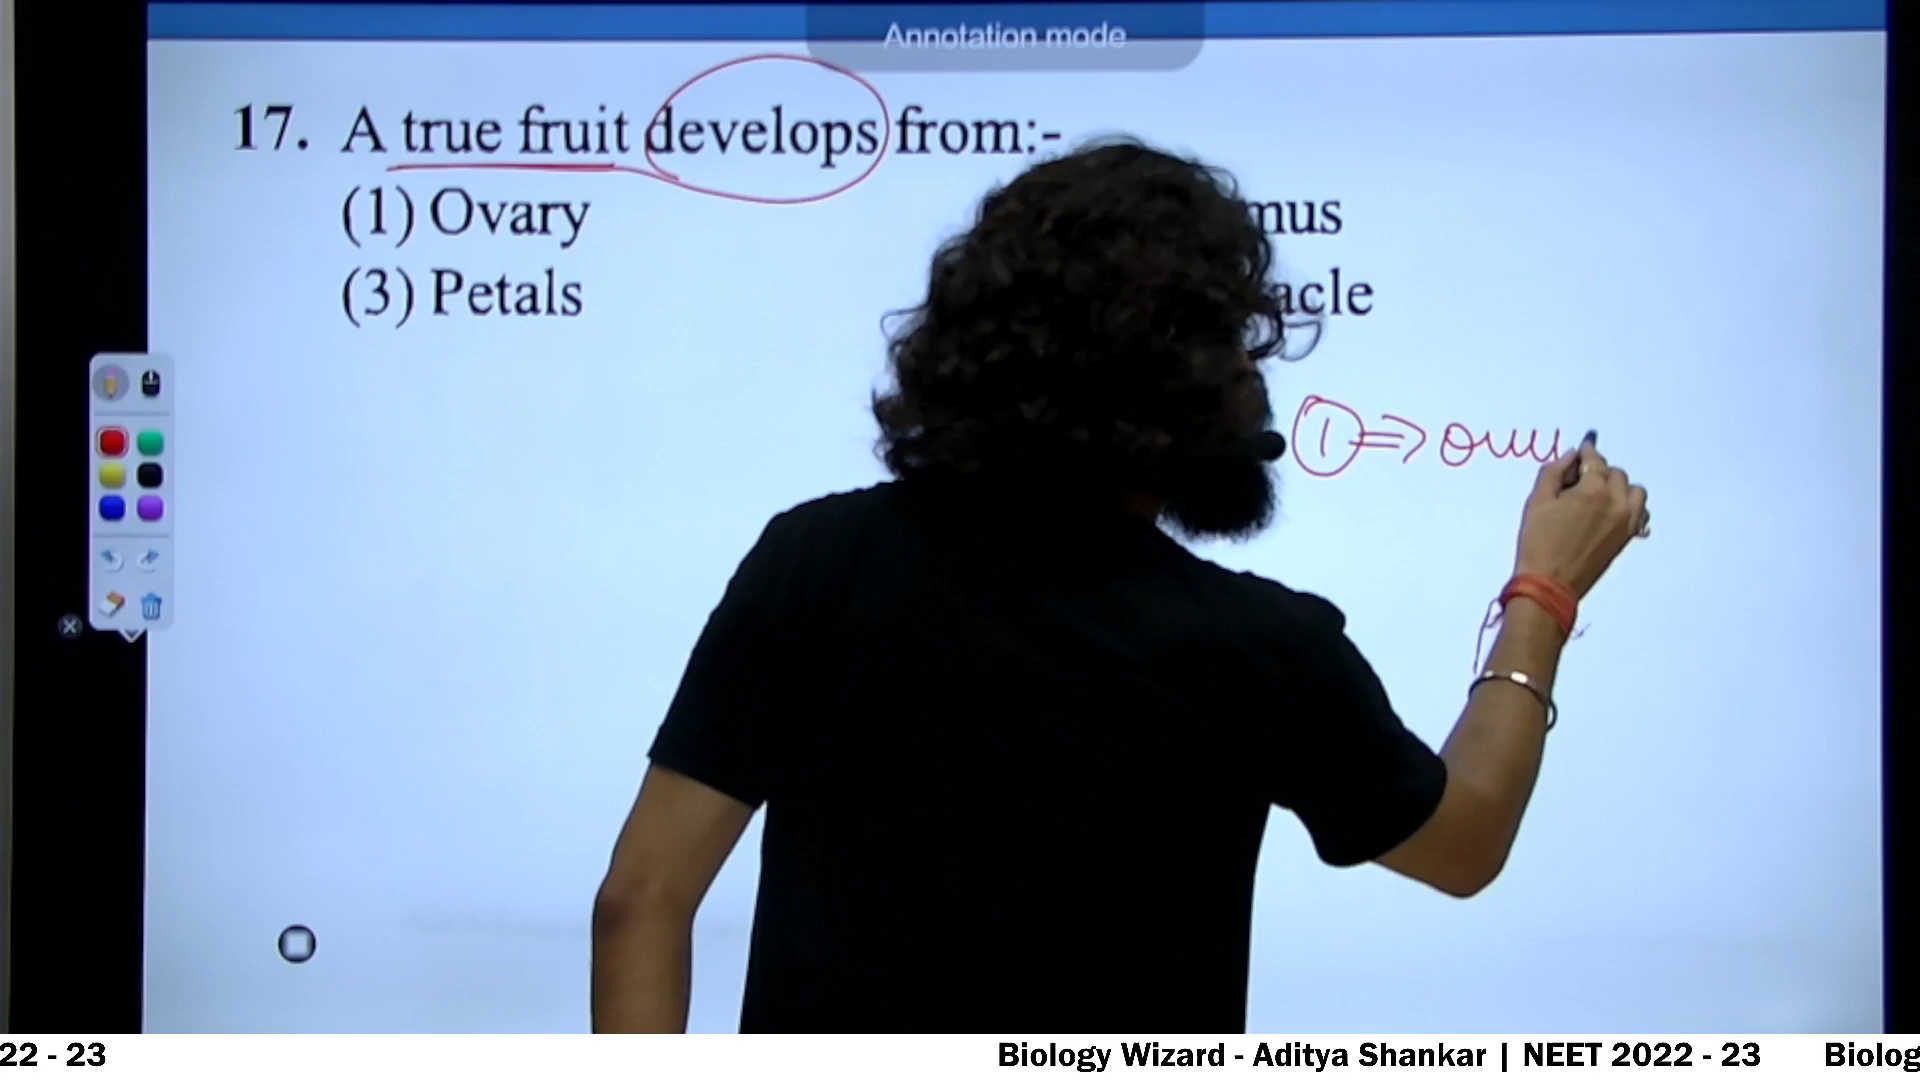 Annotation mode
17. A true fruit develops from:-
(1) Ovary mus
(3) Petals acle
1 ⇒
22 - 23 Biology Wizard - Aditya Shankar | NEET 2022 - 23 Biolog